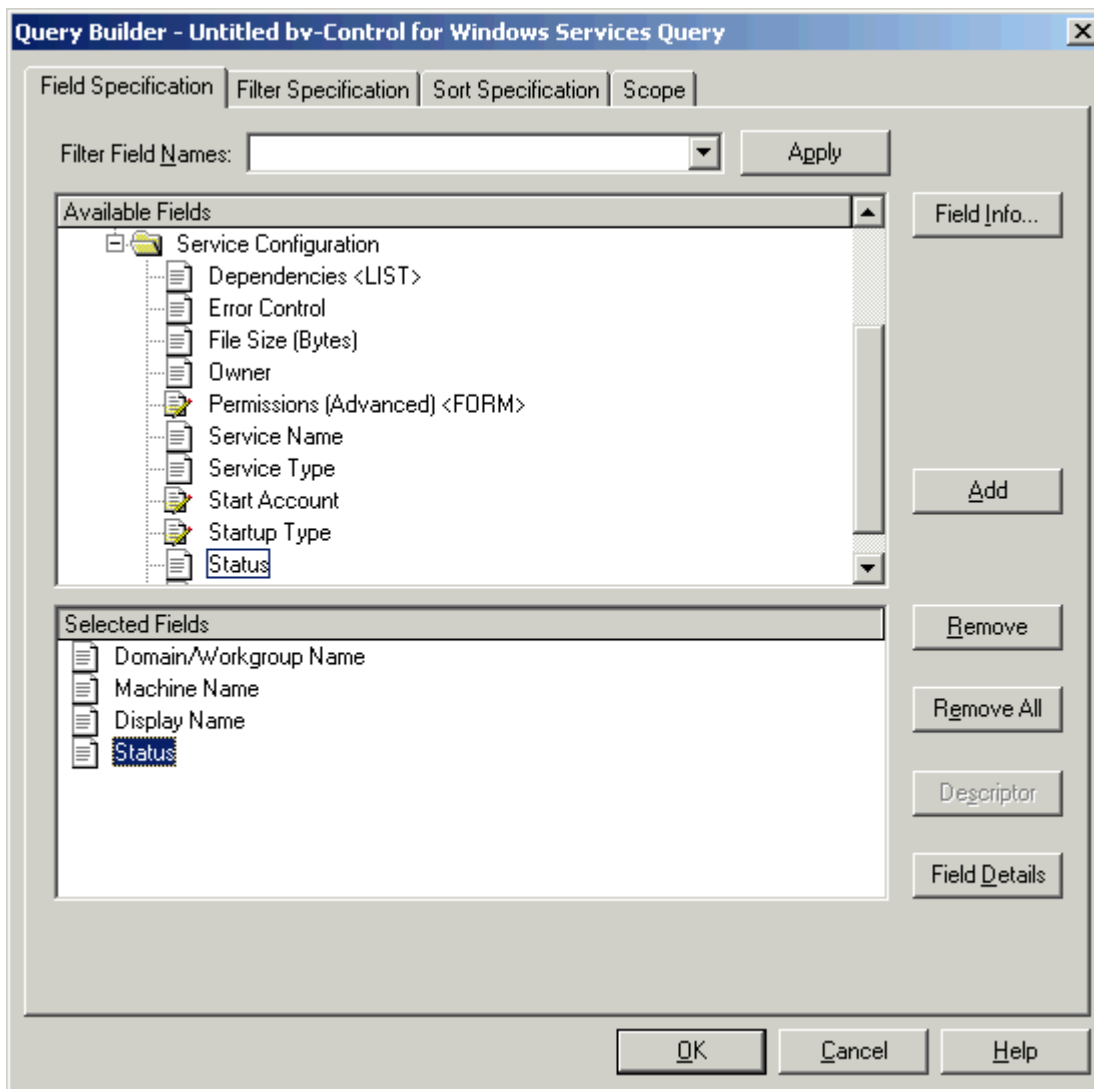 Query Builder - Untitled bv-Control for Windows Services Query
Field Specification Filter Specification Sort Specification Scope
Filter Field Names: Apply
Available Fields Field Info...
Service Configuration
Dependencies <LIST>
Error Control
File Size (Bytes)
Owner
Permissions (Advanced) <FORM>
Service Name
Service Type
Start Account Add
Startup Type
Status
Selected Fields Remove
Domain/Workgroup Name
Machine Name
Display Name Remove All
Status
Descriptor
Field Details
OK Cancel Help